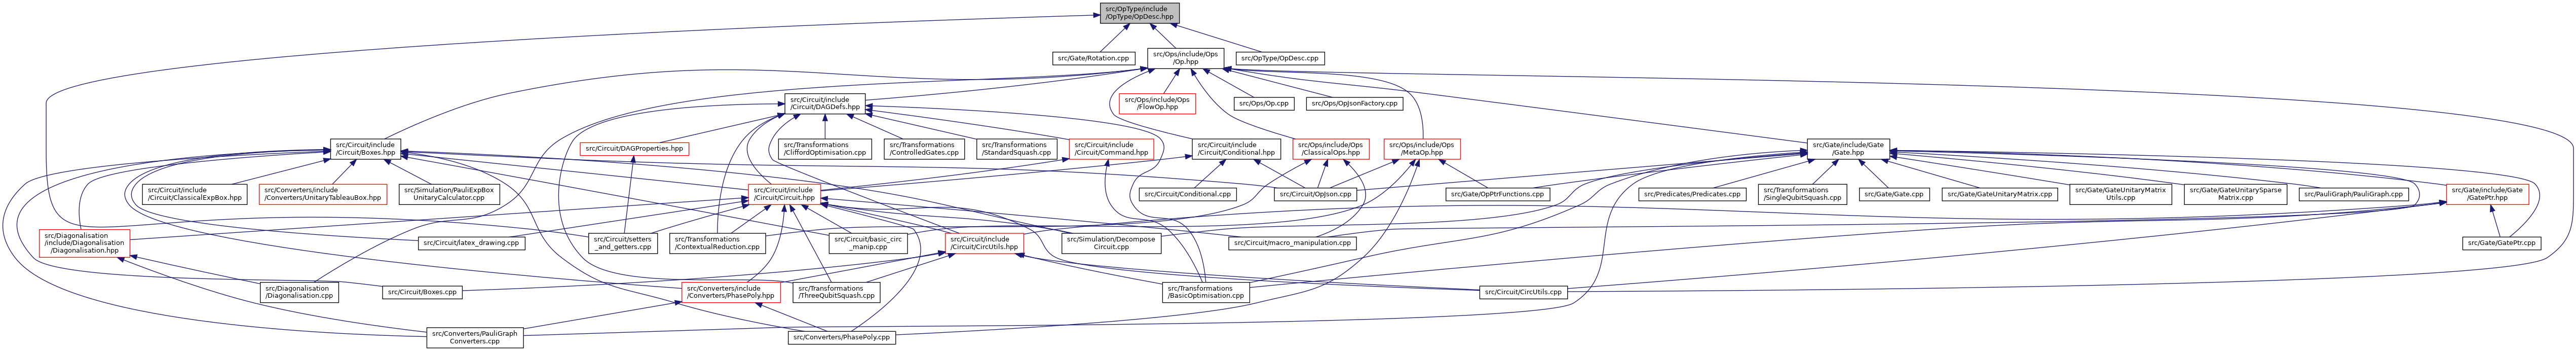 src/OpType/include
/OpType/OpDesc.hpp
src/Gate/Rotation.cpp
src/Ops/include/Ops
/Op.hpp
src/OpType/OpDesc.cpp
src/Circuit/include
/Circuit/DAGDefs.hpp
src/Ops/include/Ops
/FlowOp.hpp
src/Ops/Op.cpp
src/Ops/OpJsonFactory.cpp
src/Circuit/include
/Circuit/Boxes.hpp
src/Circuit/DAGProperties.hpp
src/Transformations
/CliffordOptimisation.cpp
src/Transformations
/ControlledGates.cpp
src/Transformations
/StandardSquash.cpp
src/Circuit/include
/Circuit/Command.hpp
src/Circuit/include
/Circuit/Conditional.hpp
src/Ops/include/Ops
/ClassicalOps.hpp
src/Ops/include/Ops
/MetaOp.hpp
src/Gate/include/Gate
/Gate.hpp
src/Circuit/include
/Circuit/ClassicalExpBox.hpp
src/Converters/include
/Converters/UnitaryTableauBox.hpp
src/Simulation/PauliExpBox
UnitaryCalculator.cpp
src/Circuit/include
/Circuit/Circuit.hpp
src/Circuit/Conditional.cpp
src/Circuit/OpJson.cpp
src/Gate/OpPtrFunctions.cpp
src/Predicates/Predicates.cpp
src/Transformations
/SingleQubitSquash.cpp
src/Gate/Gate.cpp
src/Gate/GateUnitaryMatrix.cpp
src/Gate/GateUnitaryMatrix
Utils.cpp
src/Gate/GateUnitarySparse
Matrix.cpp
src/PauliGraph/PauliGraph.cpp
src/Gate/include/Gate
/GatePtr.hpp
src/Diagonalisation
/include/Diagonalisation
/Diagonalisation.hpp
src/Circuit/latex_drawing.cpp
src/Circuit/setters
_and_getters.cpp
src/Transformations
/ContextualReduction.cpp
src/Circuit/basic_circ
_manip.cpp
src/Circuit/include
/Circuit/CircUtils.hpp
src/Simulation/Decompose
Circuit.cpp
src/Circuit/macro_manipulation.cpp
src/Gate/GatePtr.cpp
src/Diagonalisation
/Diagonalisation.cpp
src/Circuit/Boxes.cpp
src/Converters/include
/Converters/PhasePoly.hpp
src/Transformations
/ThreeQubitSquash.cpp
src/Transformations
/BasicOptimisation.cpp
src/Circuit/CircUtils.cpp
src/Converters/PauliGraph
Converters.cpp
src/Converters/PhasePoly.cpp